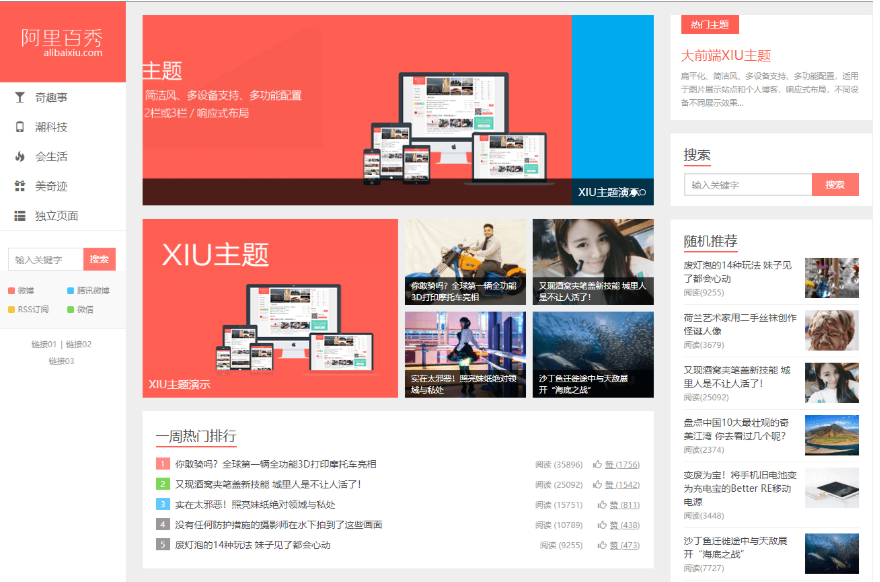 阿里百秀
alibaixiu.com
奇趣事
潮科技
会生活
美奇迹
独立页面
输入关键字
搜索
微博
腾讯微博
RSS订阅
微信
链接01 | 链接02
链接03
主题
简洁风、多设备支持、多功能配置
2栏或3栏 / 响应式布局
XIU主题演示
XIU主题
XIU主题演示
你敢骑吗？全球第一辆全功能
3D打印摩托车亮相
又现酒窝夹笔盖新技能 城里人
是不让人活了！
实在太邪恶！照亮妹纸绝对领
域与私处
沙丁鱼迁徙途中与天敌展
开“海底之战”
一周热门排行
1 你敢骑吗？全球第一辆全功能3D打印摩托车亮相 阅读 (35896) 赞 (1756)
2 又现酒窝夹笔盖新技能 城里人是不让人活了！ 阅读 (25092) 赞 (1542)
3 实在太邪恶！照亮妹纸绝对领域与私处 阅读 (15751) 赞 (811)
4 没有任何防护措施的摄影师在水下拍到了这些画面 阅读 (10789) 赞 (438)
5 废灯泡的14种玩法 妹子见了都会心动 阅读 (9255) 赞 (473)
热门主题
大前端XIU主题
扁平化、简洁风、多设备支持、多功能配置，适用
于图片展示站点和个人博客，响应式布局，不同设
备不同展示效果...
搜索
输入关键字
搜索
随机推荐
废灯泡的14种玩法 妹子见
了都会心动
阅读(9255)
荷兰艺术家用二手丝袜创作
怪诞人像
阅读(3679)
又现酒窝夹笔盖新技能 城
里人是不让人活了！
阅读(25092)
盘点中国10大最壮观的奇
美江湾 你去看过几个呢？
阅读(2374)
变废为宝！将手机旧电池变
为充电宝的Better RE移动
电源
阅读(3448)
沙丁鱼迁徙途中与天敌展
开“海底之战”
阅读(7727)